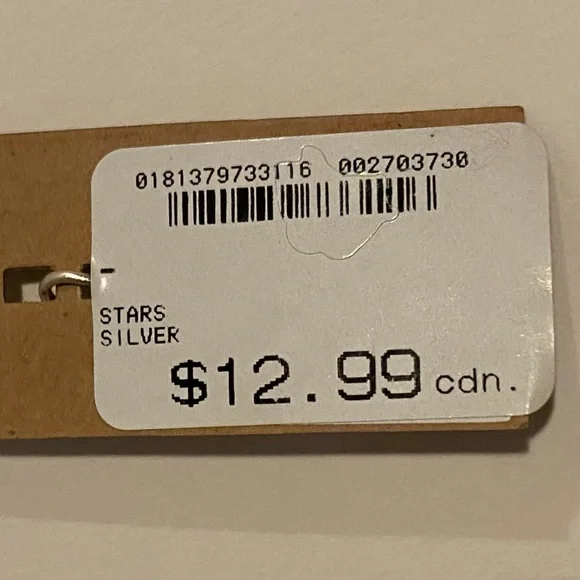 0181379733116 002703730
-
STARS
SILVER
$12.99 cdn.